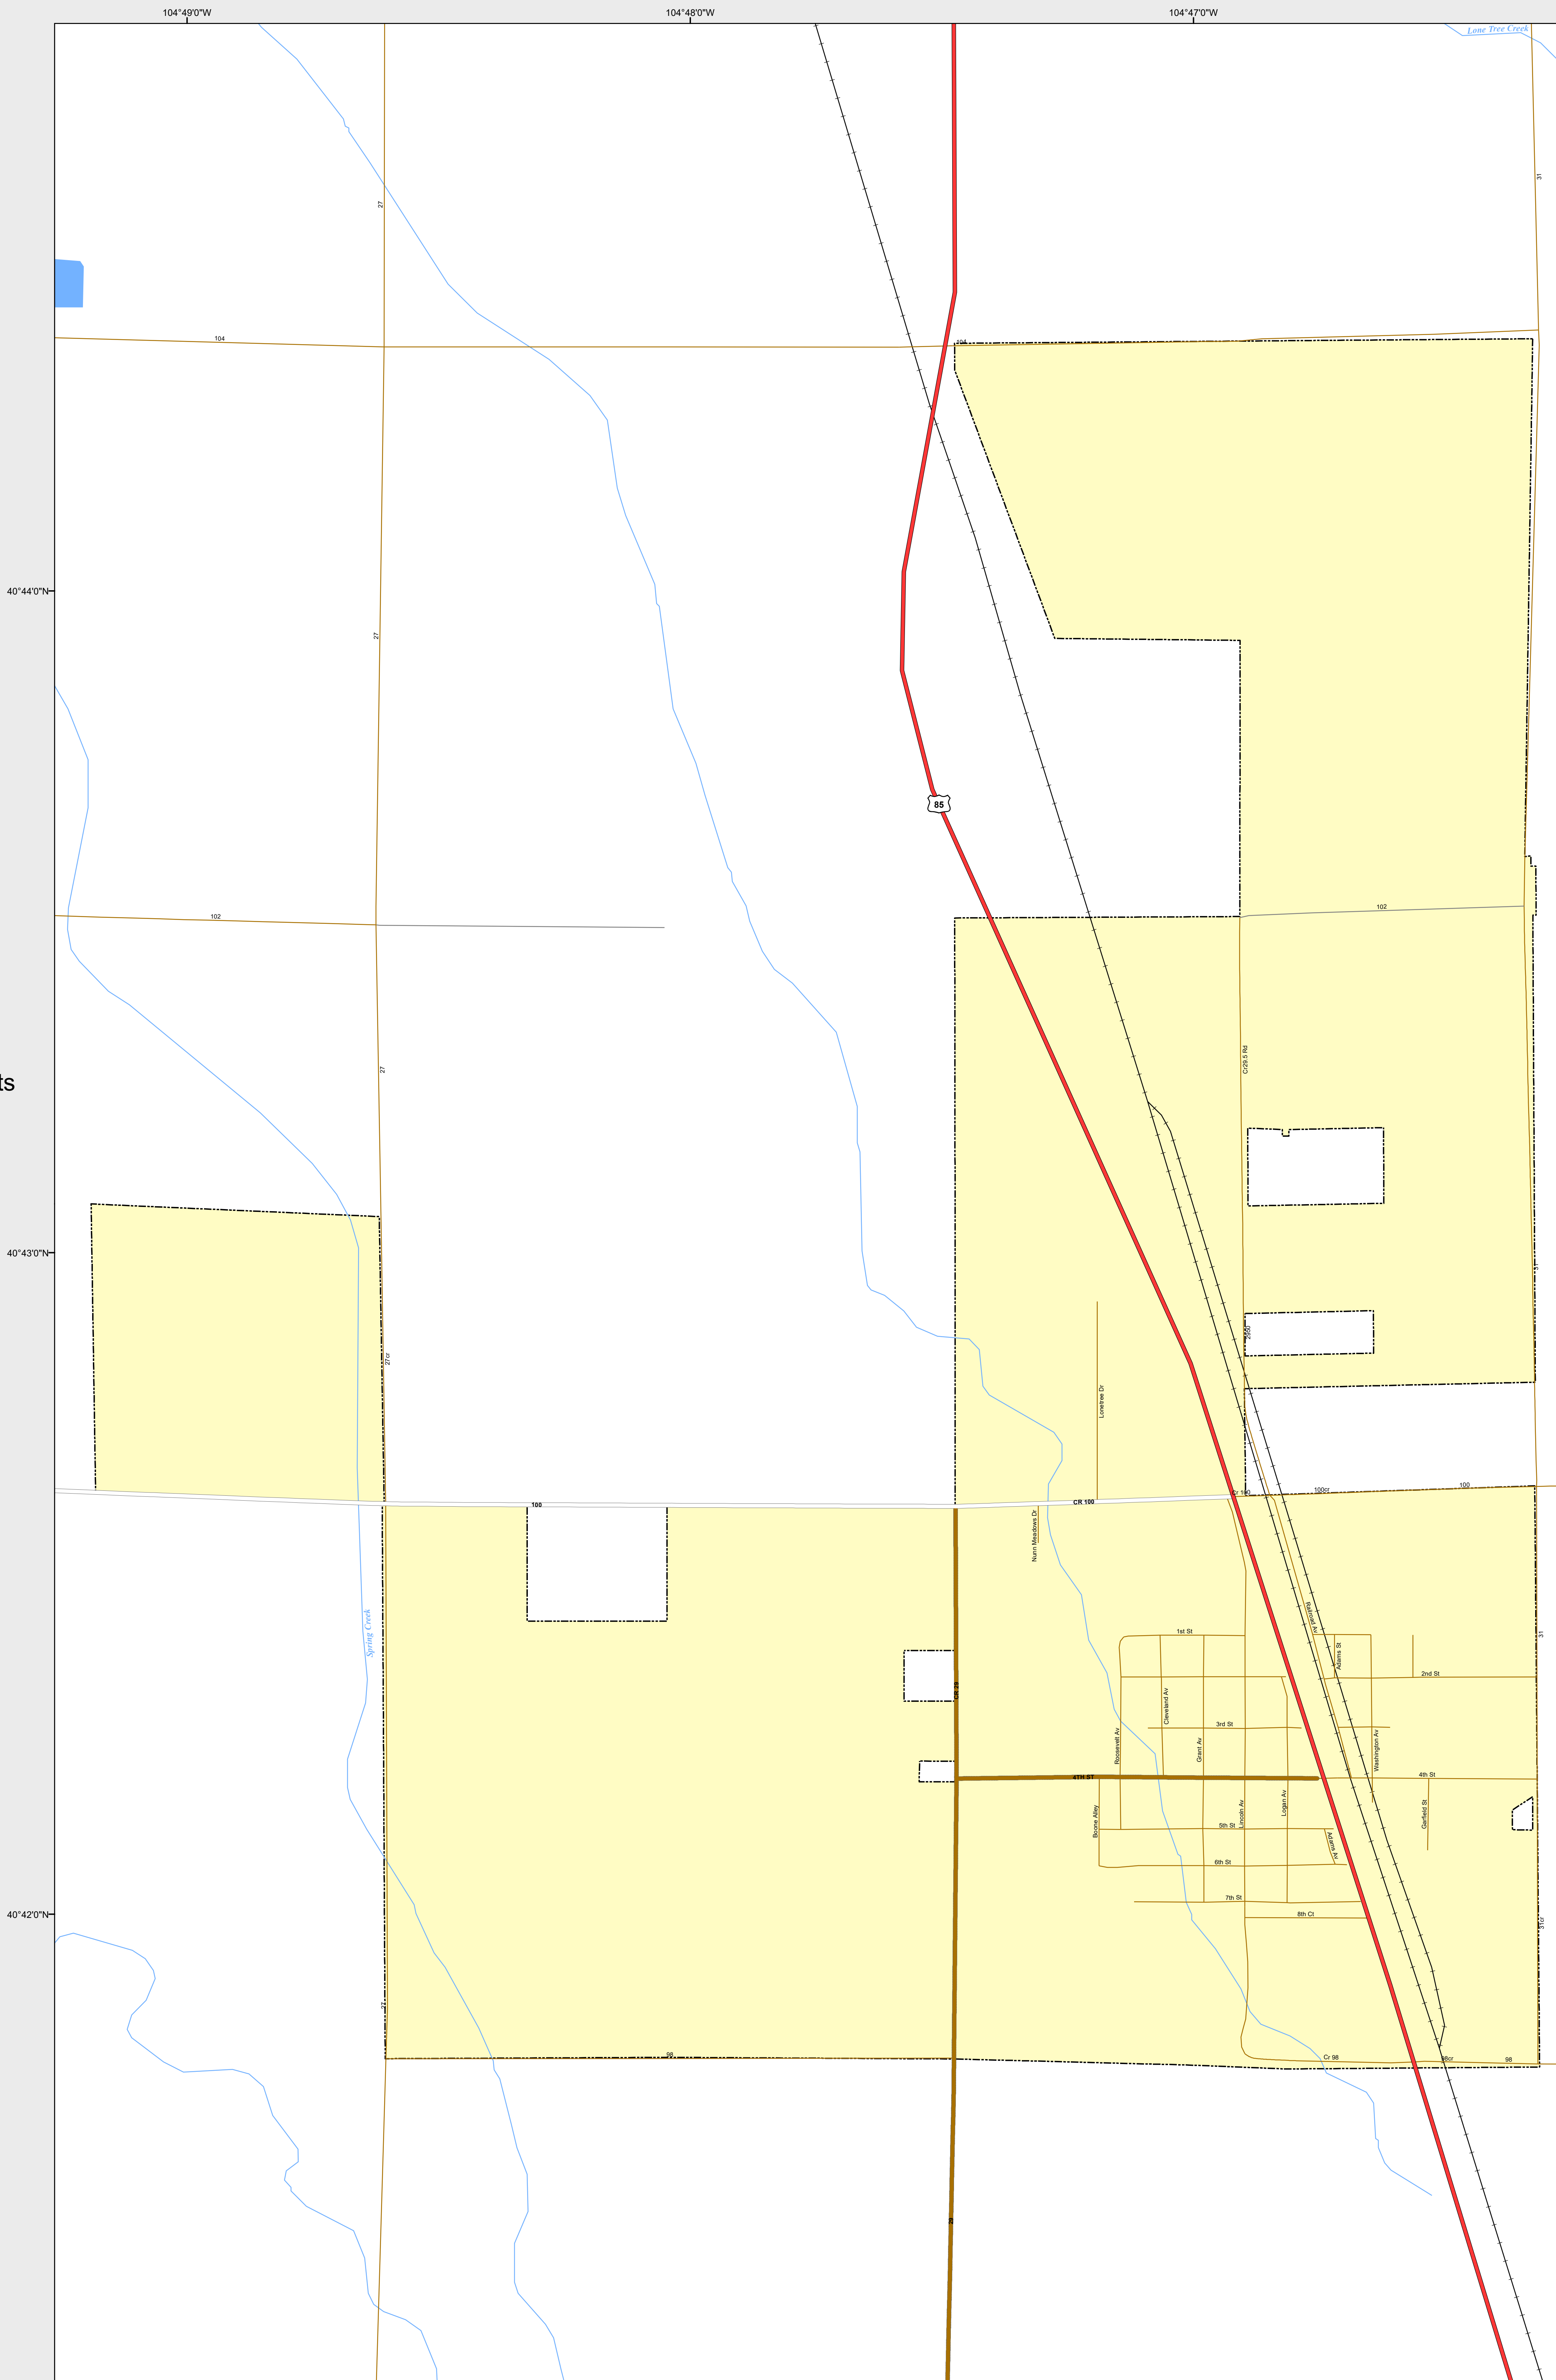 104°49'0"W
104°48'0"W
104°47'0"W
Lone Tree Creek
31
27
104
104
40°44'0"N
27
85
102
102
Cr29.5 Rd
27
ts
40°43'0"N
31
2950
27cr
Lonetree Dr
100
100cr
Cr 100
CR 100
100
Nunn Meadows Dr
Railroad Av
Spring Creek
1st St
31
Adams St
2nd St
CR 29
Cleveland Av
3rd St
Roosevelt Av
Grant Av
Washington Av
4TH ST
4th St
Boone Alley
Lincoln Av
Logan Av
Garfield St
5th St
Adams Av
6th St
7th St
8th Ct
40°42'0"N
31cr
27
98
Cr 98
98cr
98
29